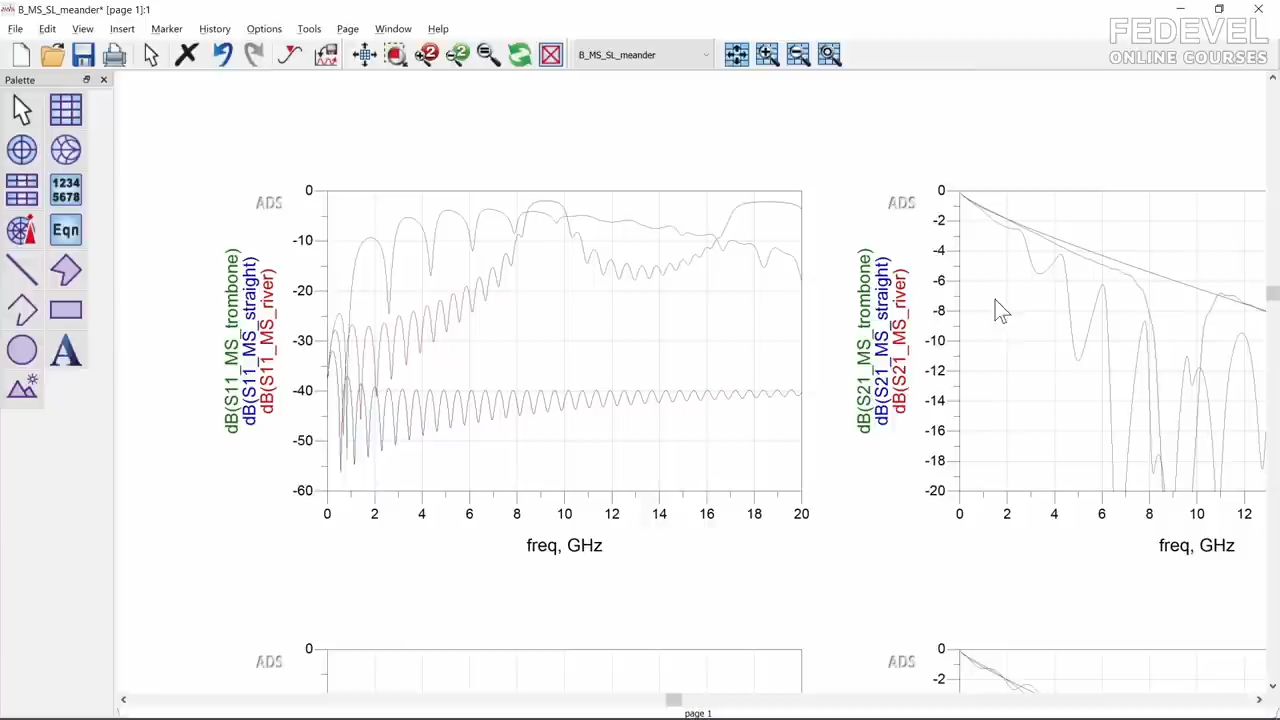 B_MS_SL_meander* [page 1]:1
File Edit View Insert Marker History Options Tools Page Window Help
FEDEVEL
ONLINE COURSES
2 2
B_MS_SL_meander
Palette
1234
5678
Eqn
A
ADS
dB(S11_MS_trombone)
dB(S11_MS_straight)
dB(S11_MS_river)
0
-10
-20
-30
-40
-50
-60
0 2 4 6 8 10 12 14 16 18 20
freq, GHz
ADS
dB(S21_MS_trombone)
dB(S21_MS_straight)
dB(S21_MS_river)
0
-2
-4
-6
-8
-10
-12
-14
-16
-18
-20
0 2 4 6 8 10 12
freq, GHz
ADS
0
ADS
0
-2
page 1